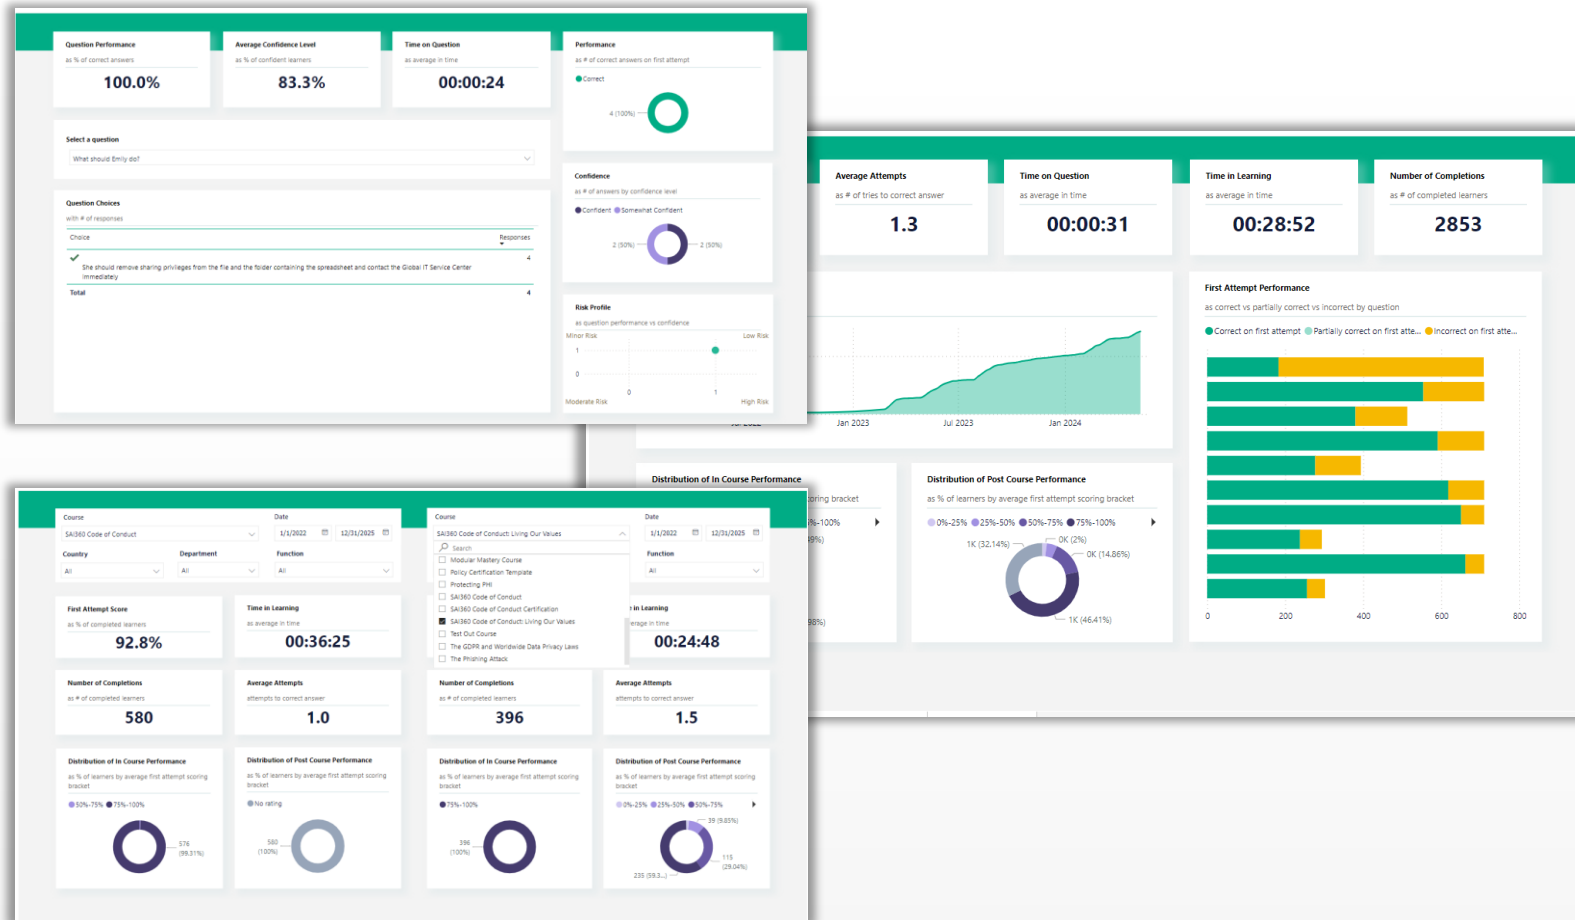 Question Performance
as % of correct answers
100.0%
Average Confidence Level
as % of confident learners
83.3%
Time on Question
as average in time
00:00:24
Performance
as # of correct answers on first attempt
Correct
4 (100%)
Select a question
What should Emily do?
Question Choices
with # of responses
Choice
Responses
She should remove sharing privileges from the file and the folder containing the spreadsheet and contact the Global IT Service Center
immediately
4
Total
4
Confidence
as # of answers by confidence level
Confident
Somewhat Confident
2 (50%)
2 (50%)
Risk Profile
as question performance vs confidence
Minor Risk
Low Risk
1
0
0
1
Moderate Risk
High Risk
Average Attempts
as # of tries to correct answer
1.3
Time on Question
as average in time
00:00:31
Time in Learning
as average in time
00:28:52
Number of Completions
as # of completed learners
2853
Jan 2023
Jul 2023
Jan 2024
First Attempt Performance
as correct vs partially correct vs incorrect by question
Correct on first attempt
Partially correct on first atte...
Incorrect on first atte...
0
200
400
600
800
Distribution of In Course Performance
oring bracket
%-100%
Distribution of Post Course Performance
as % of learners by average first attempt scoring bracket
0%-25%
25%-50%
50%-75%
75%-100%
1K (32.14%)
0K (2%)
0K (14.86%)
1K (46.41%)
Course
SAI360 Code of Conduct
Date
1/1/2022
12/31/2025
Country
All
Department
All
Function
All
First Attempt Score
as % of completed learners
92.8%
Time in Learning
as average in time
00:36:25
Number of Completions
as # of completed learners
580
Average Attempts
attempts to correct answer
1.0
Distribution of In Course Performance
as % of learners by average first attempt scoring
bracket
50%-75%
75%-100%
576
(99.31%)
Distribution of Post Course Performance
as % of learners by average first attempt scoring
bracket
No rating
580
(100%)
Course
SAI360 Code of Conduct: Living Our Values
Search
Modular Mastery Course
Policy Certification Template
Protecting PHI
SAI360 Code of Conduct
SAI360 Code of Conduct Certification
SAI360 Code of Conduct: Living Our Values
Test Out Course
The GDPR and Worldwide Data Privacy Laws
The Phishing Attack
Date
1/1/2022
12/31/2025
Function
All
in Learning
erage in time
00:24:48
Number of Completions
as # of completed learners
396
Average Attempts
attempts to correct answer
1.5
Distribution of In Course Performance
as % of learners by average first attempt scoring
bracket
75%-100%
396
(100%)
Distribution of Post Course Performance
as % of learners by average first attempt scoring
bracket
0%-25%
25%-50%
50%-75%
39 (9.85%)
115
(29.04%)
235 (59.3...)